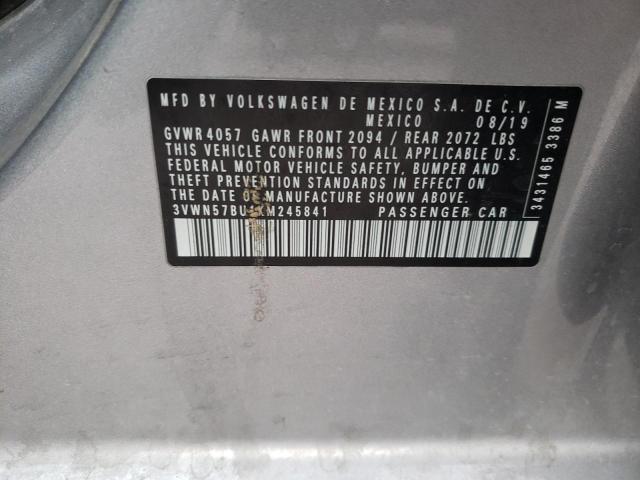 MFD BY VOLKSWAGEN DE MEXICO S.A. DE C.V.
MEXICO 08/19
GVWR 4057 GAWR FRONT 2094 / REAR 2072 LBS
THIS VEHICLE CONFORMS TO ALL APPLICABLE U.S.
FEDERAL MOTOR VEHICLE SAFETY, BUMPER AND
THEFT PREVENTION STANDARDS IN EFFECT ON
THE DATE OF MANUFACTURE SHOWN ABOVE.
PASSENGER CAR
3431465 3386 M